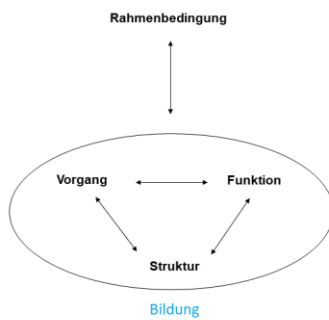 Rahmenbedingung
Vorgang
Funktion
Struktur
Bildung